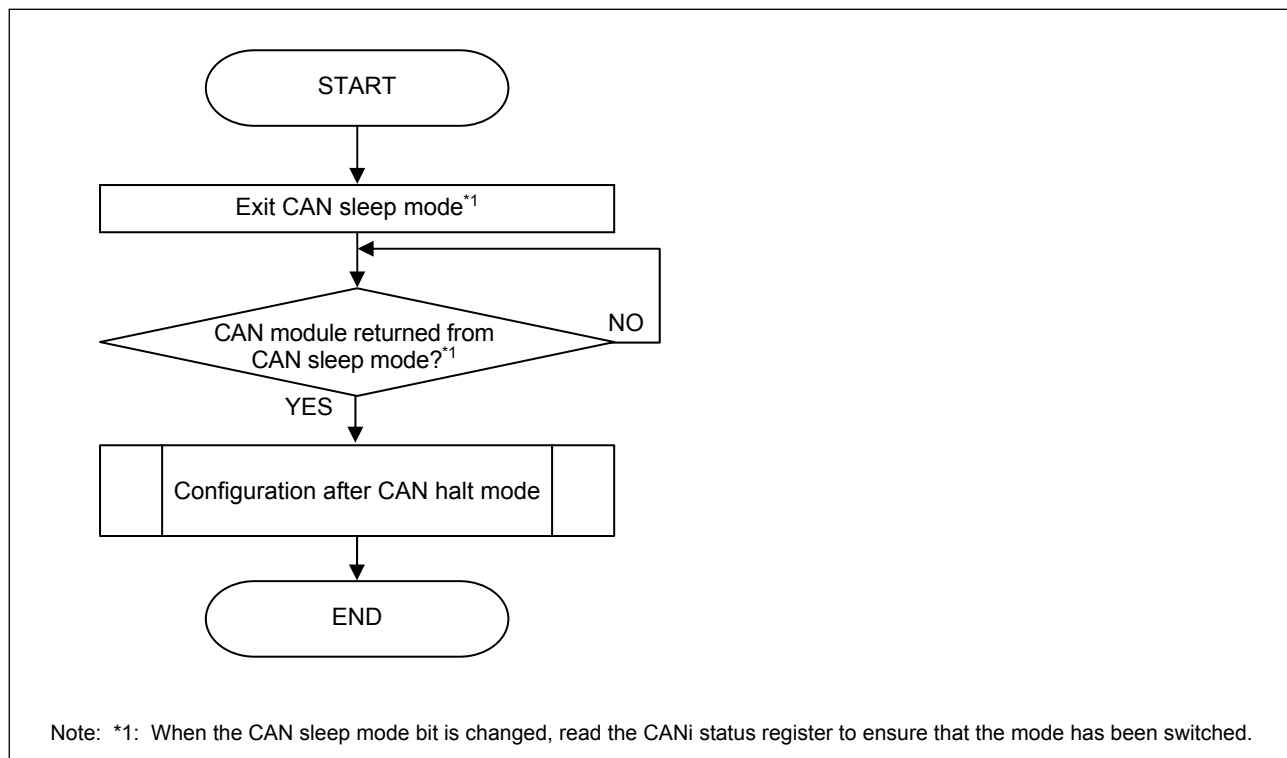 START
Exit CAN sleep mode*1
CAN module returned from
CAN sleep mode?*1
NO
YES
Configuration after CAN halt mode
END
Note: *1: When the CAN sleep mode bit is changed, read the CANi status register to ensure that the mode has been switched.